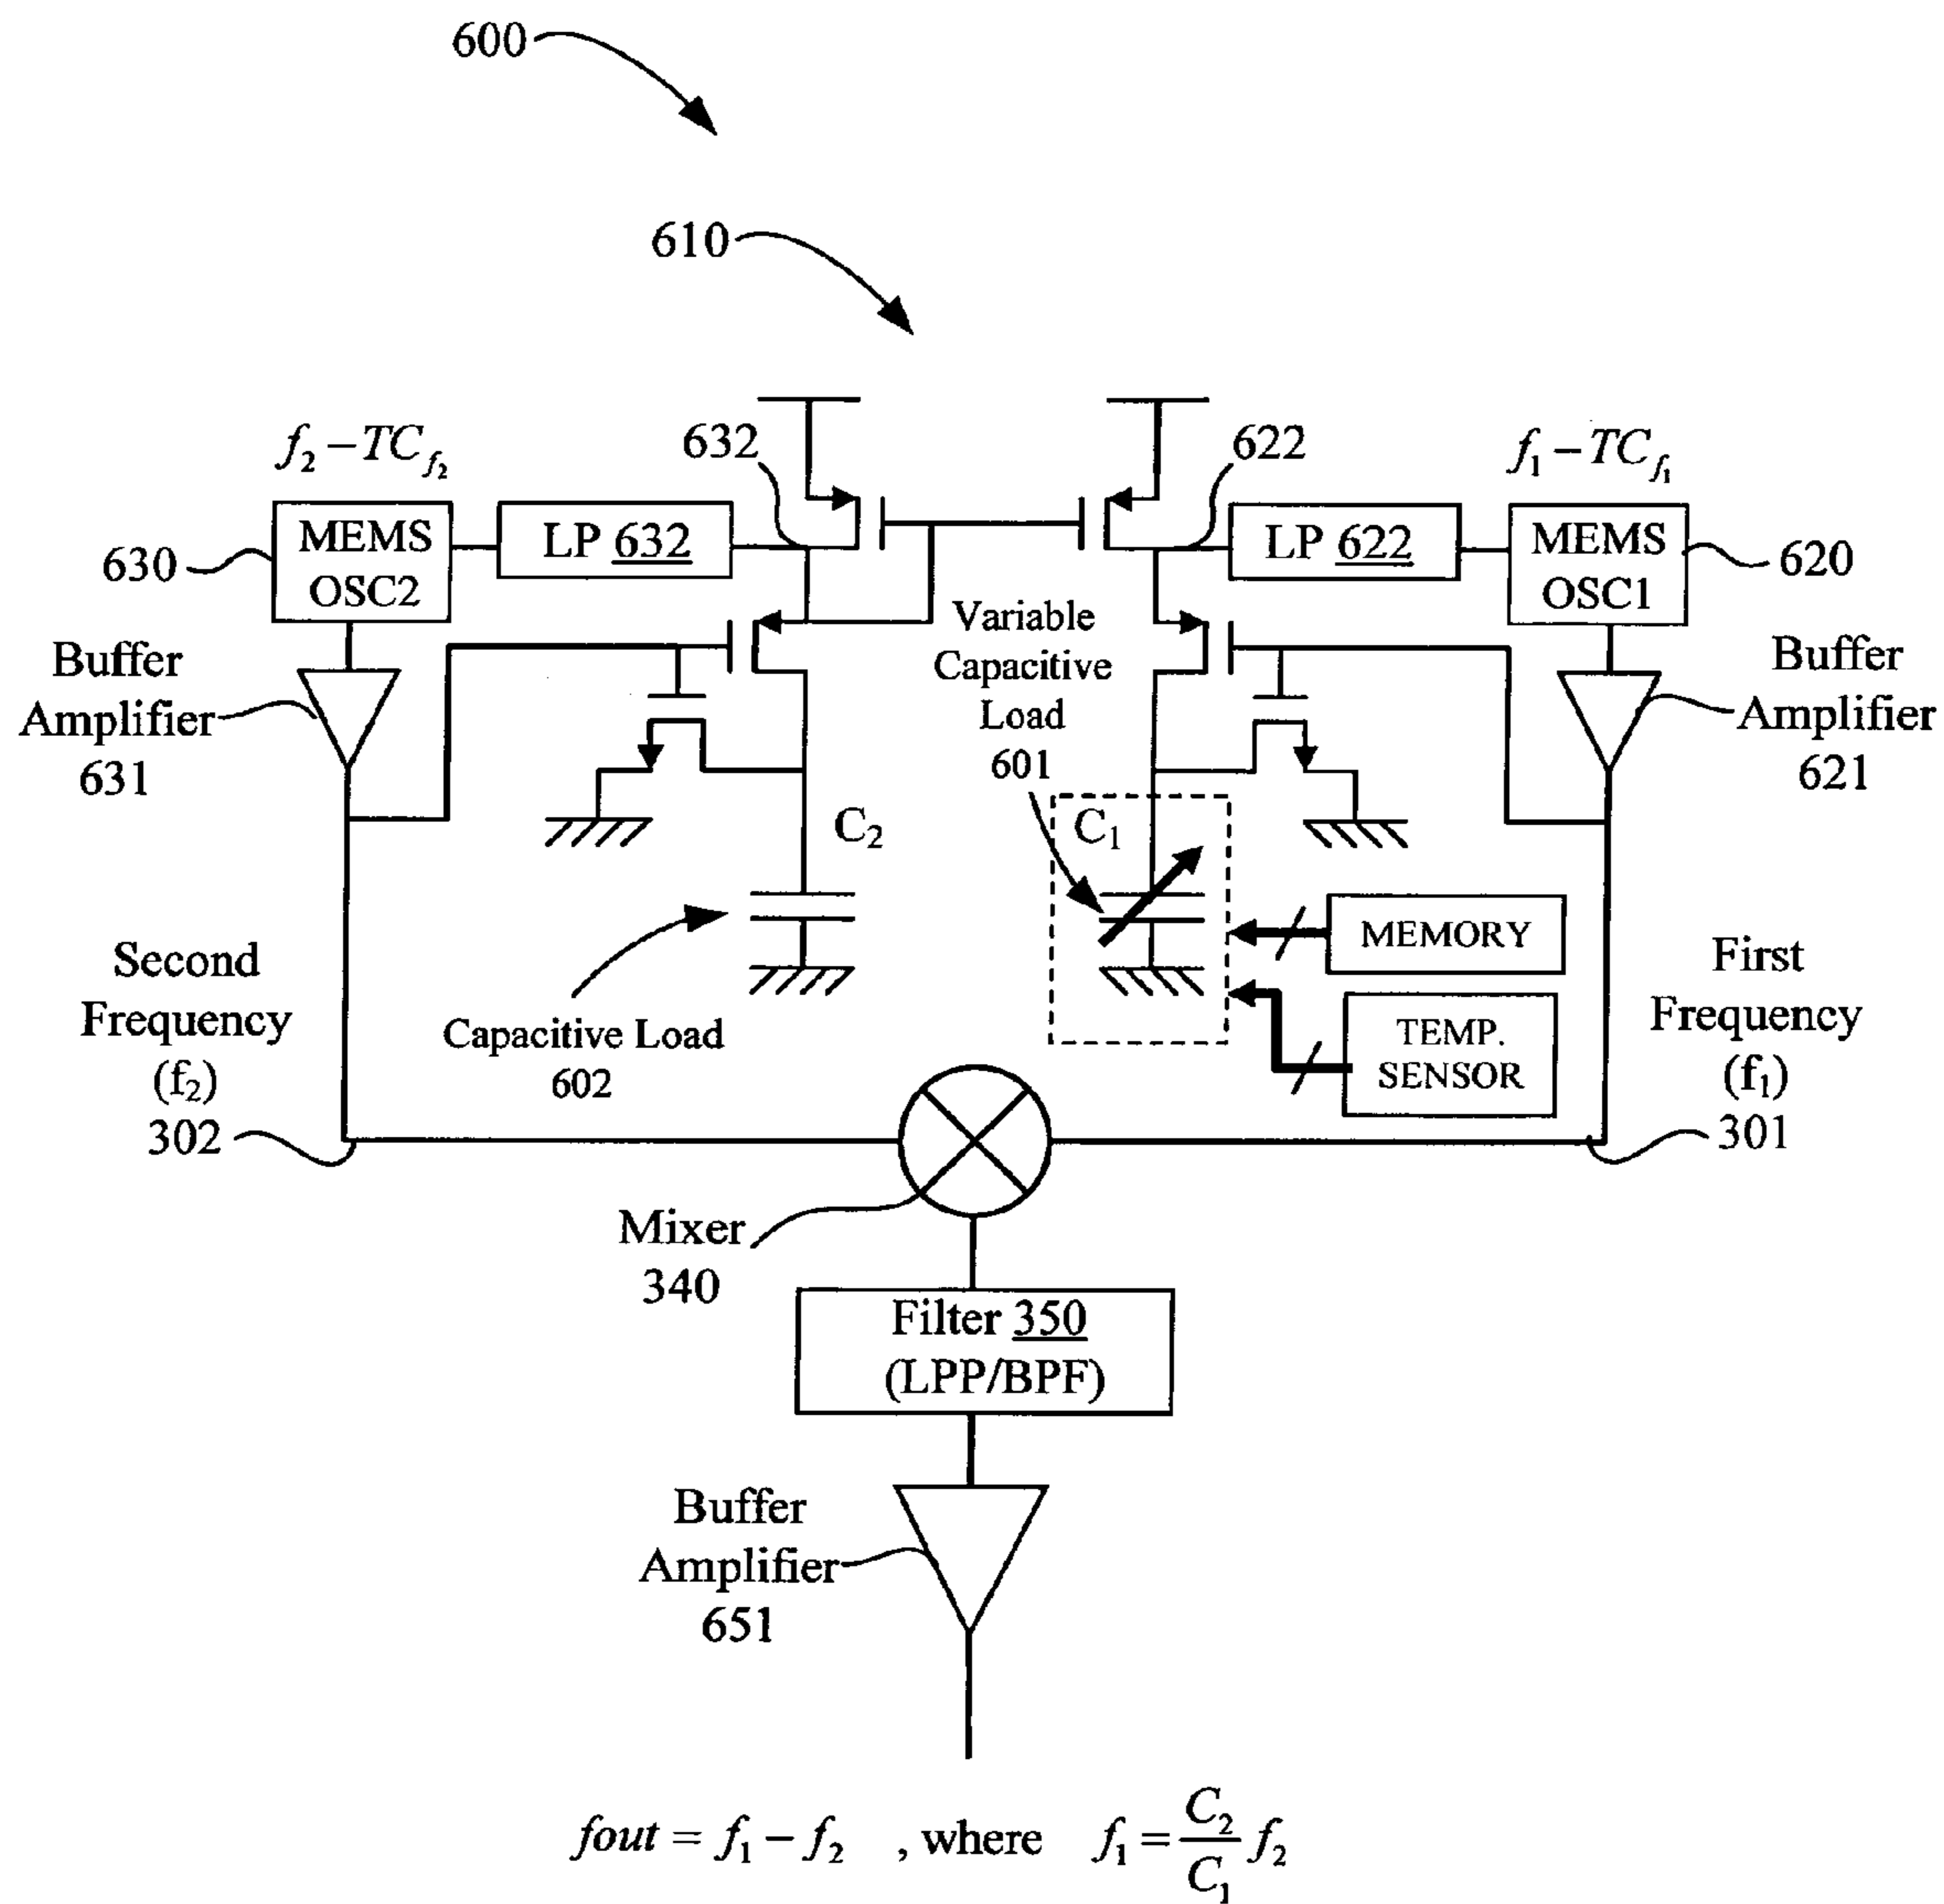 600
610
f₂ – TC_f₂
632
622
f₁ – TC_f₁
MEMS
OSC2
LP 632
LP 622
MEMS
OSC1
630
620
Buffer
Amplifier
631
Variable
Capacitive
Load
601
Buffer
Amplifier
621
C₂
C₁
MEMORY
TEMP.
SENSOR
Second
Frequency
(f₂)
302
Capacitive Load
602
First
Frequency
(f₁)
301
Mixer
340
Filter 350
(LPP/BPF)
Buffer
Amplifier
651
fout = f₁ – f₂ , where f₁ = C₂/C₁ f₂